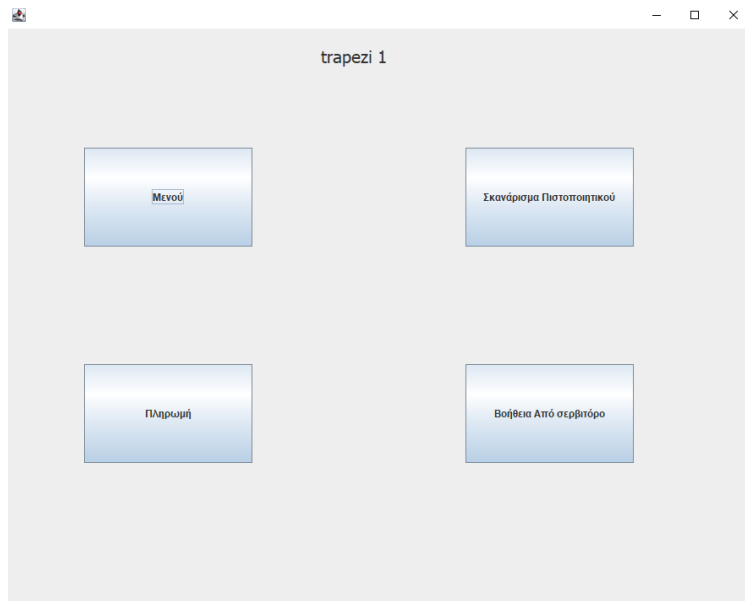 trapezi 1
Μενού
Σκανάρισμα Πιστοποιητικού
Πληρωμή
Βοήθεια Από σερβιτόρο